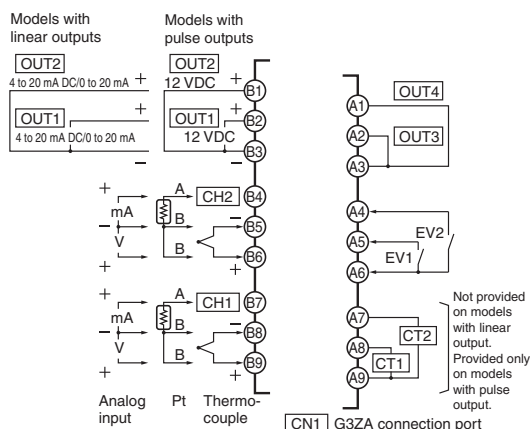 Models with
linear outputs
Models with
pulse outputs
OUT2
4 to 20 mA DC/0 to 20 mA
+
OUT2
12 VDC
+
B1
OUT1
4 to 20 mA DC/0 to 20 mA
+
OUT1
12 VDC
+
B2
−
−
B3
+
mA
−
V
+
A
B
B
CH2
−
+
B4
B5
B6
+
mA
−
V
+
A
B
B
CH1
−
+
B7
B8
B9
Analog
input
Pt
Thermo-
couple
A1
OUT4
A2
OUT3
A3
A4
A5
EV1
EV2
A6
A7
A8
A9
CT2
CT1
Not provided
on models
with linear
output.
Provided only
on models
with pulse
output.
CN1 G3ZA connection port